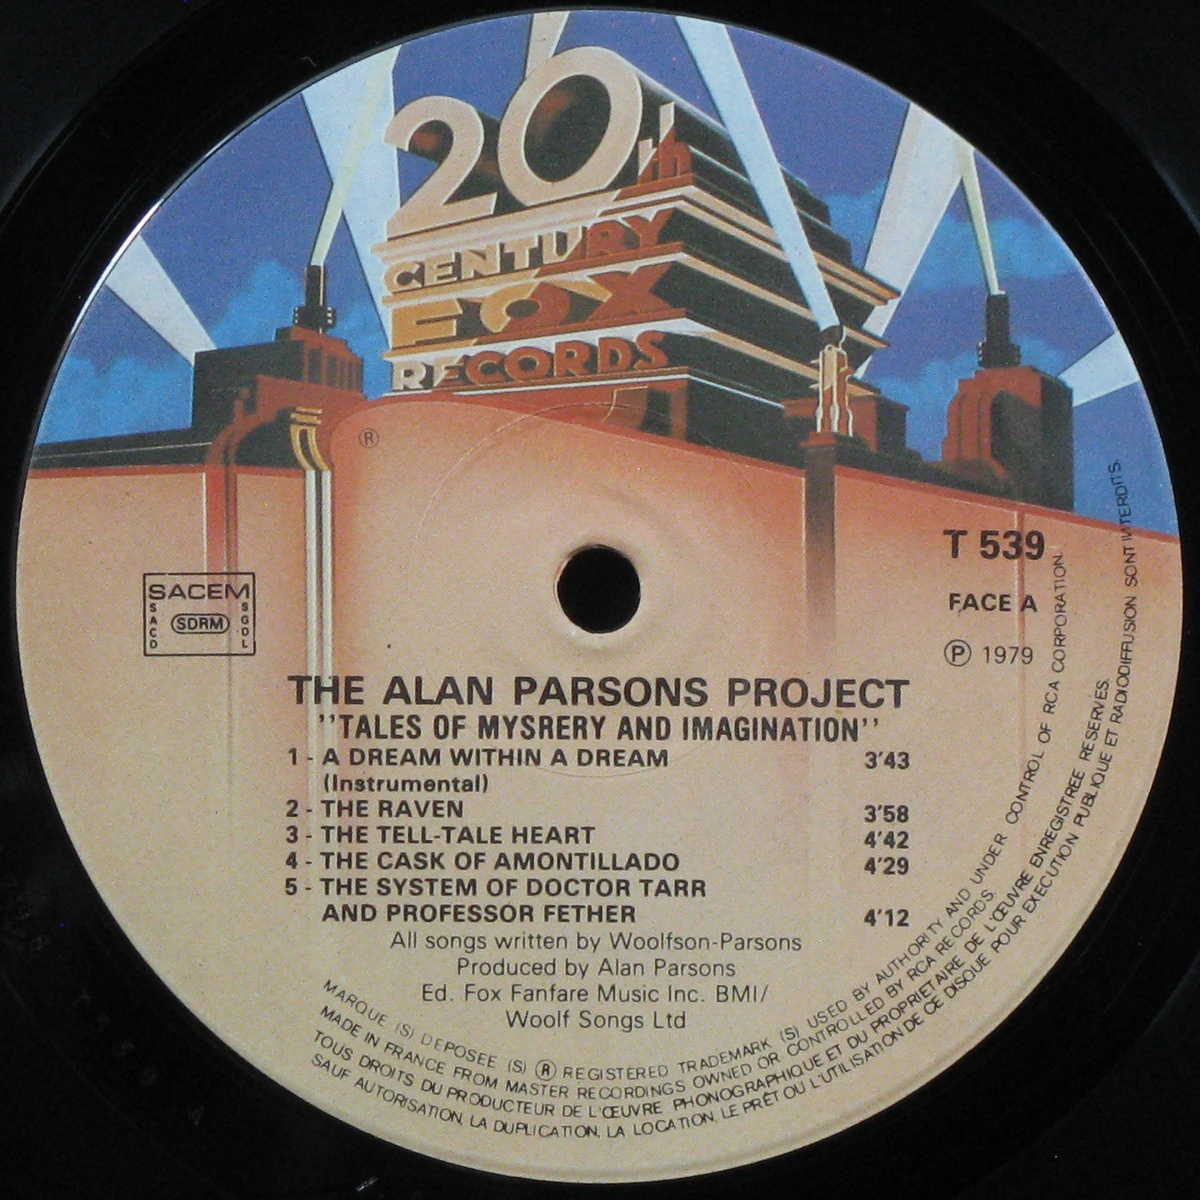 20th
CENTURY
FOX
RECORDS
®
T 539
FACE A
SACEM
SACD
SDRM
SGDL
Ⓟ 1979
THE ALAN PARSONS PROJECT
''TALES OF MYSRERY AND IMAGINATION''
1 - A DREAM WITHIN A DREAM 3'43
(Instrumental)
2 - THE RAVEN 3'58
3 - THE TELL-TALE HEART 4'42
4 - THE CASK OF AMONTILLADO 4'29
5 - THE SYSTEM OF DOCTOR TARR
AND PROFESSOR FETHER 4'12
All songs written by Woolfson-Parsons
Produced by Alan Parsons
Ed. Fox Fanfare Music Inc. BMI/
Woolf Songs Ltd
MARQUE (S) DEPOSEE (S) ® REGISTERED TRADEMARK (S) USED BY AUTHORITY AND UNDER CONTROL OF RCA CORPORATION.
MADE IN FRANCE FROM MASTER RECORDINGS OWNED OR CONTROLLED BY RCA RECORDS.
TOUS DROITS DU PRODUCTEUR DE L'ŒUVRE PHONOGRAPHIQUE ET DU PROPRIETAIRE DE L'ŒUVRE ENREGISTREE RESERVES.
SAUF AUTORISATION, LA DUPLICATION, LA LOCATION, LE PRÊT OU L'UTILISATION DE CE DISQUE POUR EXECUTION PUBLIQUE ET RADIODIFFUSION SONT INTERDITS.